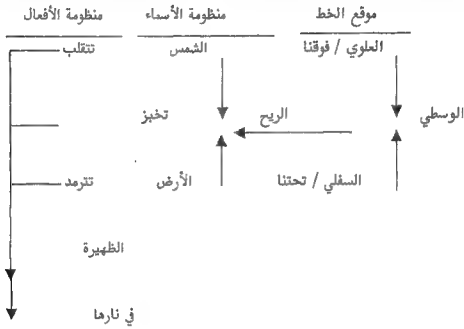 موقع الخط منظومة الأسماء منظومة الأفعال
العلوي / فوقنا الشمس تتقلب
الوسطي الريح تخبز
السفلي / تحتنا الأرض تترمد
الظهيرة
في نارها